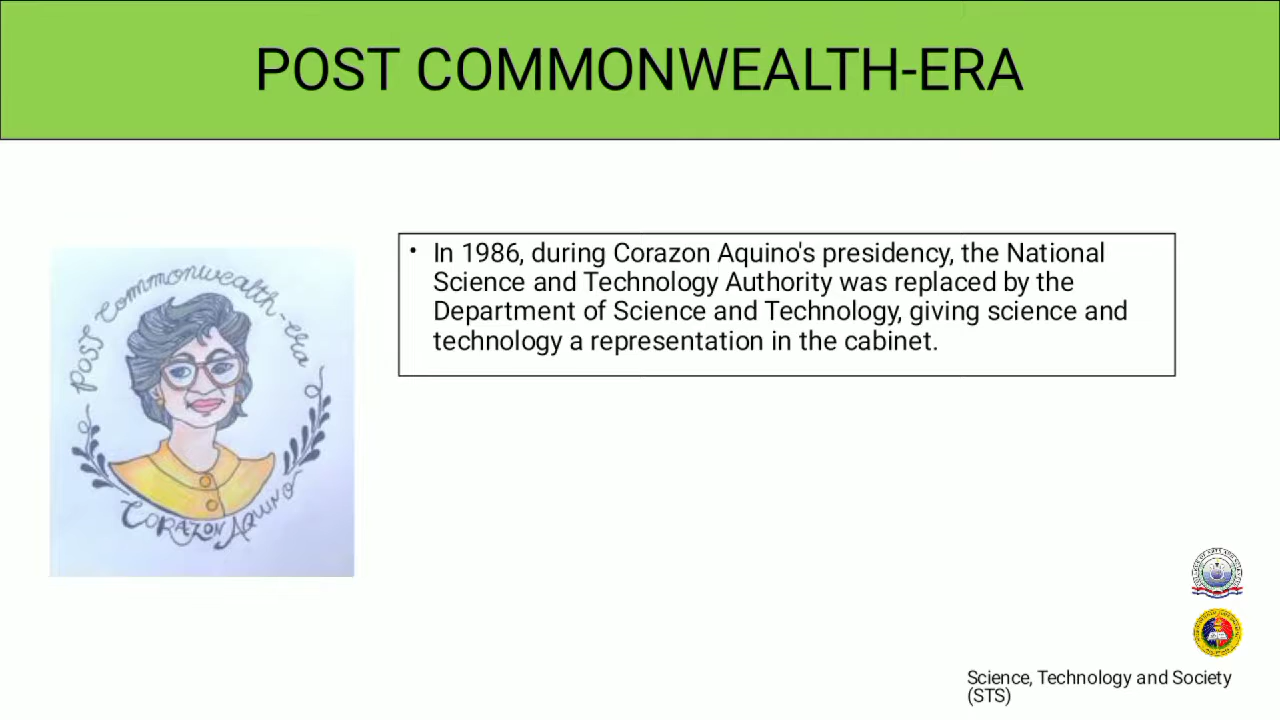 POST COMMONWEALTH-ERA
Post Commonwealth-era
• In 1986, during Corazon Aquino's presidency, the National
Science and Technology Authority was replaced by the
Department of Science and Technology, giving science and
technology a representation in the cabinet.
CORAZON AQUINO
Science, Technology and Society
(STS)